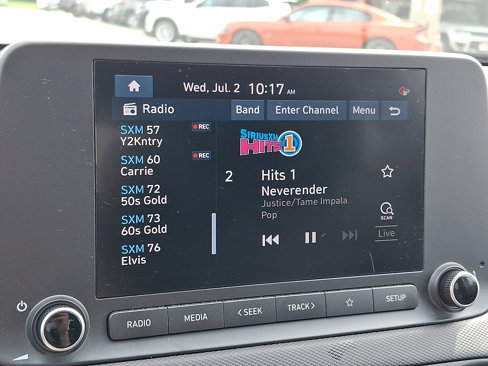 Wed, Jul. 2 10:17 AM
Radio Band Enter Channel Menu
SXM 57 REC
Y2Kntry
SXM 60 REC
Carrie
SXM 72
50s Gold
SXM 73
60s Gold
SXM 76
Elvis
SIRIUSXM
HITS 1
2 Hits 1
Neverender
Justice/Tame Impala
Pop
SCAN
Live
RADIO MEDIA < SEEK TRACK > SETUP